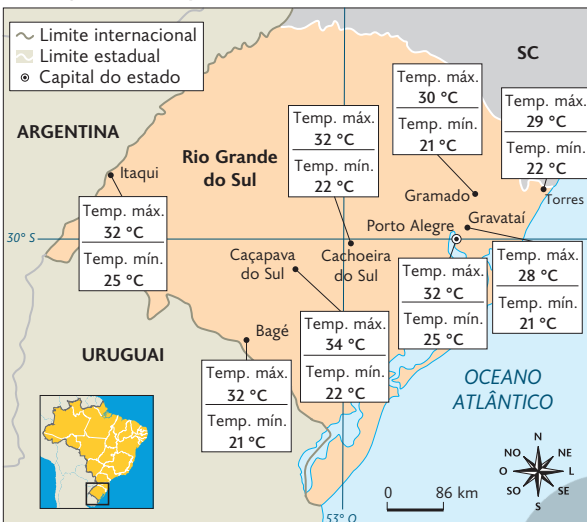 Limite internacional
Limite estadual
Capital do estado
SC
ARGENTINA
Rio Grande
do Sul
Temp. máx.
32 °C
Temp. mín.
22 °C
Temp. máx.
30 °C
Temp. mín.
21 °C
Temp. máx.
29 °C
Temp. mín.
22 °C
Itaqui
Gramado
Torres
Temp. máx.
32 °C
Temp. mín.
25 °C
30° S
Porto Alegre
Gravataí
Caçapava
do Sul
Cachoeira
do Sul
Temp. máx.
28 °C
Temp. mín.
21 °C
Temp. máx.
32 °C
Temp. mín.
25 °C
Temp. máx.
34 °C
Temp. mín.
22 °C
Bagé
URUGUAI
Temp. máx.
32 °C
Temp. mín.
21 °C
OCEANO
ATLÂNTICO
N
NO
NE
O
L
SO
SE
S
0
86 km
53° O